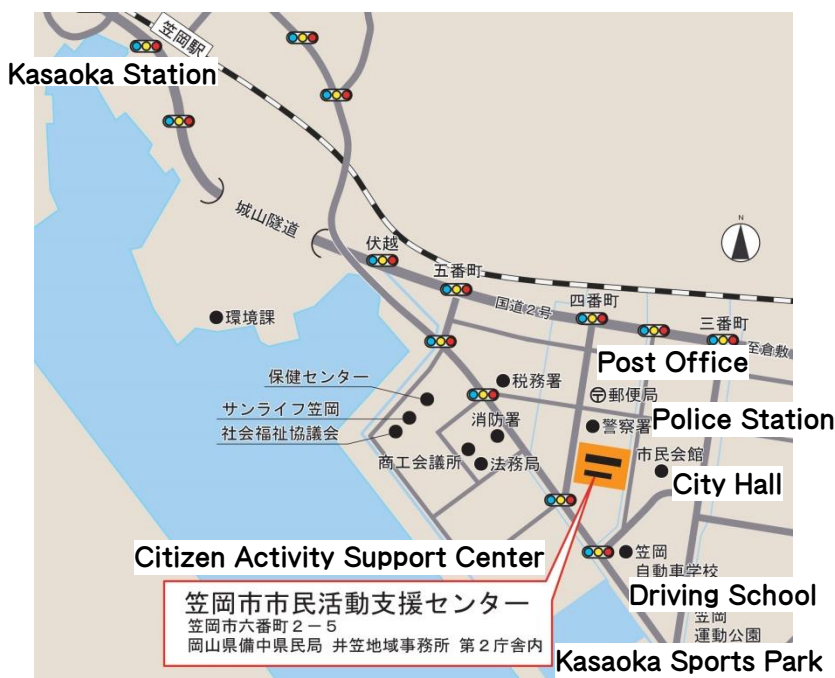 笠岡駅
Kasaoka Station
城山隧道
伏越
五番町
国道2号
四番町
三番町
至倉敷
N
環境課
Post Office
〒郵便局
保健センター
サンライフ笠岡
社会福祉協議会
税務署
消防署
商工会議所
法務局
Police Station
警察署
市民会館
City Hall
Citizen Activity Support Center
笠岡
自動車学校
Driving School
笠岡
運動公園
Kasaoka Sports Park
笠岡市市民活動支援センター
笠岡市六番町2-5
岡山県備中県民局 井笠地域事務所 第2庁舎内